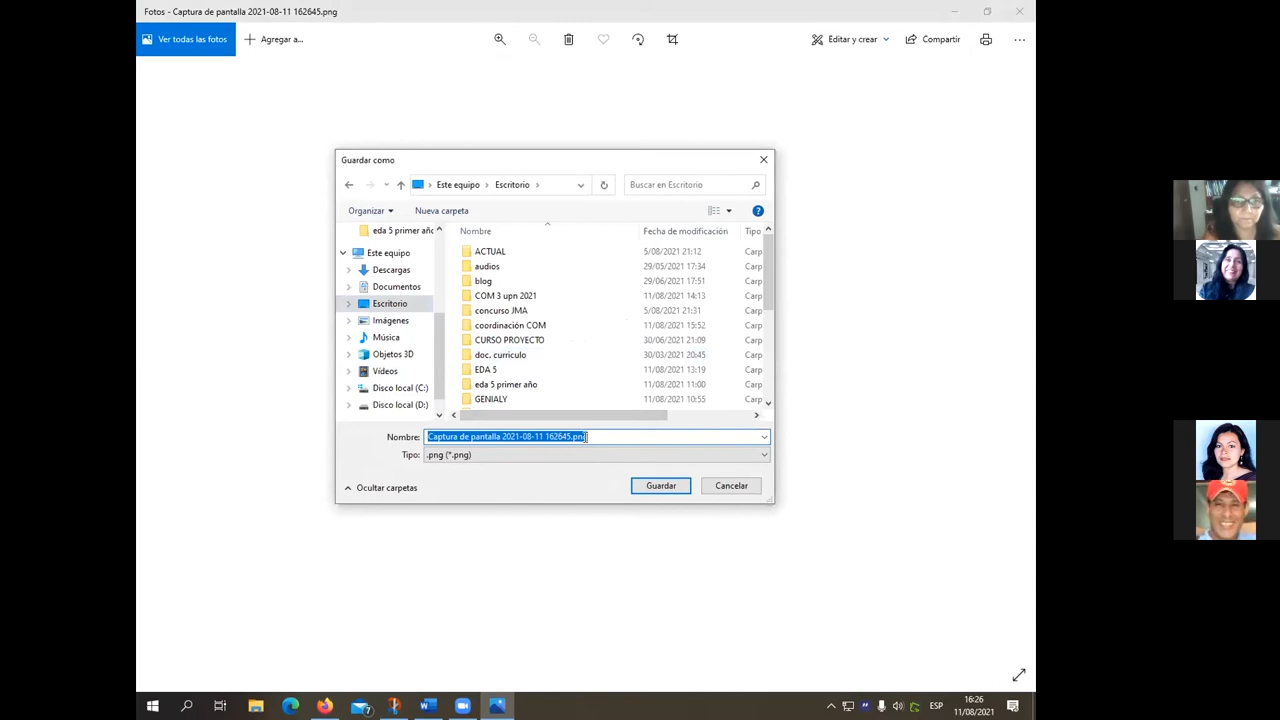 Fotos - Captura de pantalla 2021-08-11 162645.png
Ver todas las fotos
Agregar a...
Editar y crear
Compartir
Guardar como
Este equipo
Escritorio
Buscar en Escritorio
Organizar
Nueva carpeta
eda 5 primer año
Este equipo
Descargas
Documentos
Escritorio
Imágenes
Música
Objetos 3D
Vídeos
Disco local (C:)
Disco local (D:)
Nombre Fecha de modificación Tipo
ACTUAL 5/08/2021 21:12 Carp
audios 29/05/2021 17:34 Carp
blog 29/06/2021 17:51 Carp
COM 3 upn 2021 11/08/2021 14:13 Carp
concurso JMA 5/08/2021 21:31 Carp
coordinación COM 11/08/2021 15:52 Carp
CURSO PROYECTO 30/06/2021 21:09 Carp
doc. curriculo 30/03/2021 20:45 Carp
EDA 5 11/08/2021 13:19 Carp
eda 5 primer año 11/08/2021 11:00 Carp
GENIALY 11/08/2021 10:55 Carp
Nombre: Captura de pantalla 2021-08-11 162645.png
Tipo: .png (*.png)
Ocultar carpetas
Guardar
Cancelar
7
ESP
16:26
11/08/2021